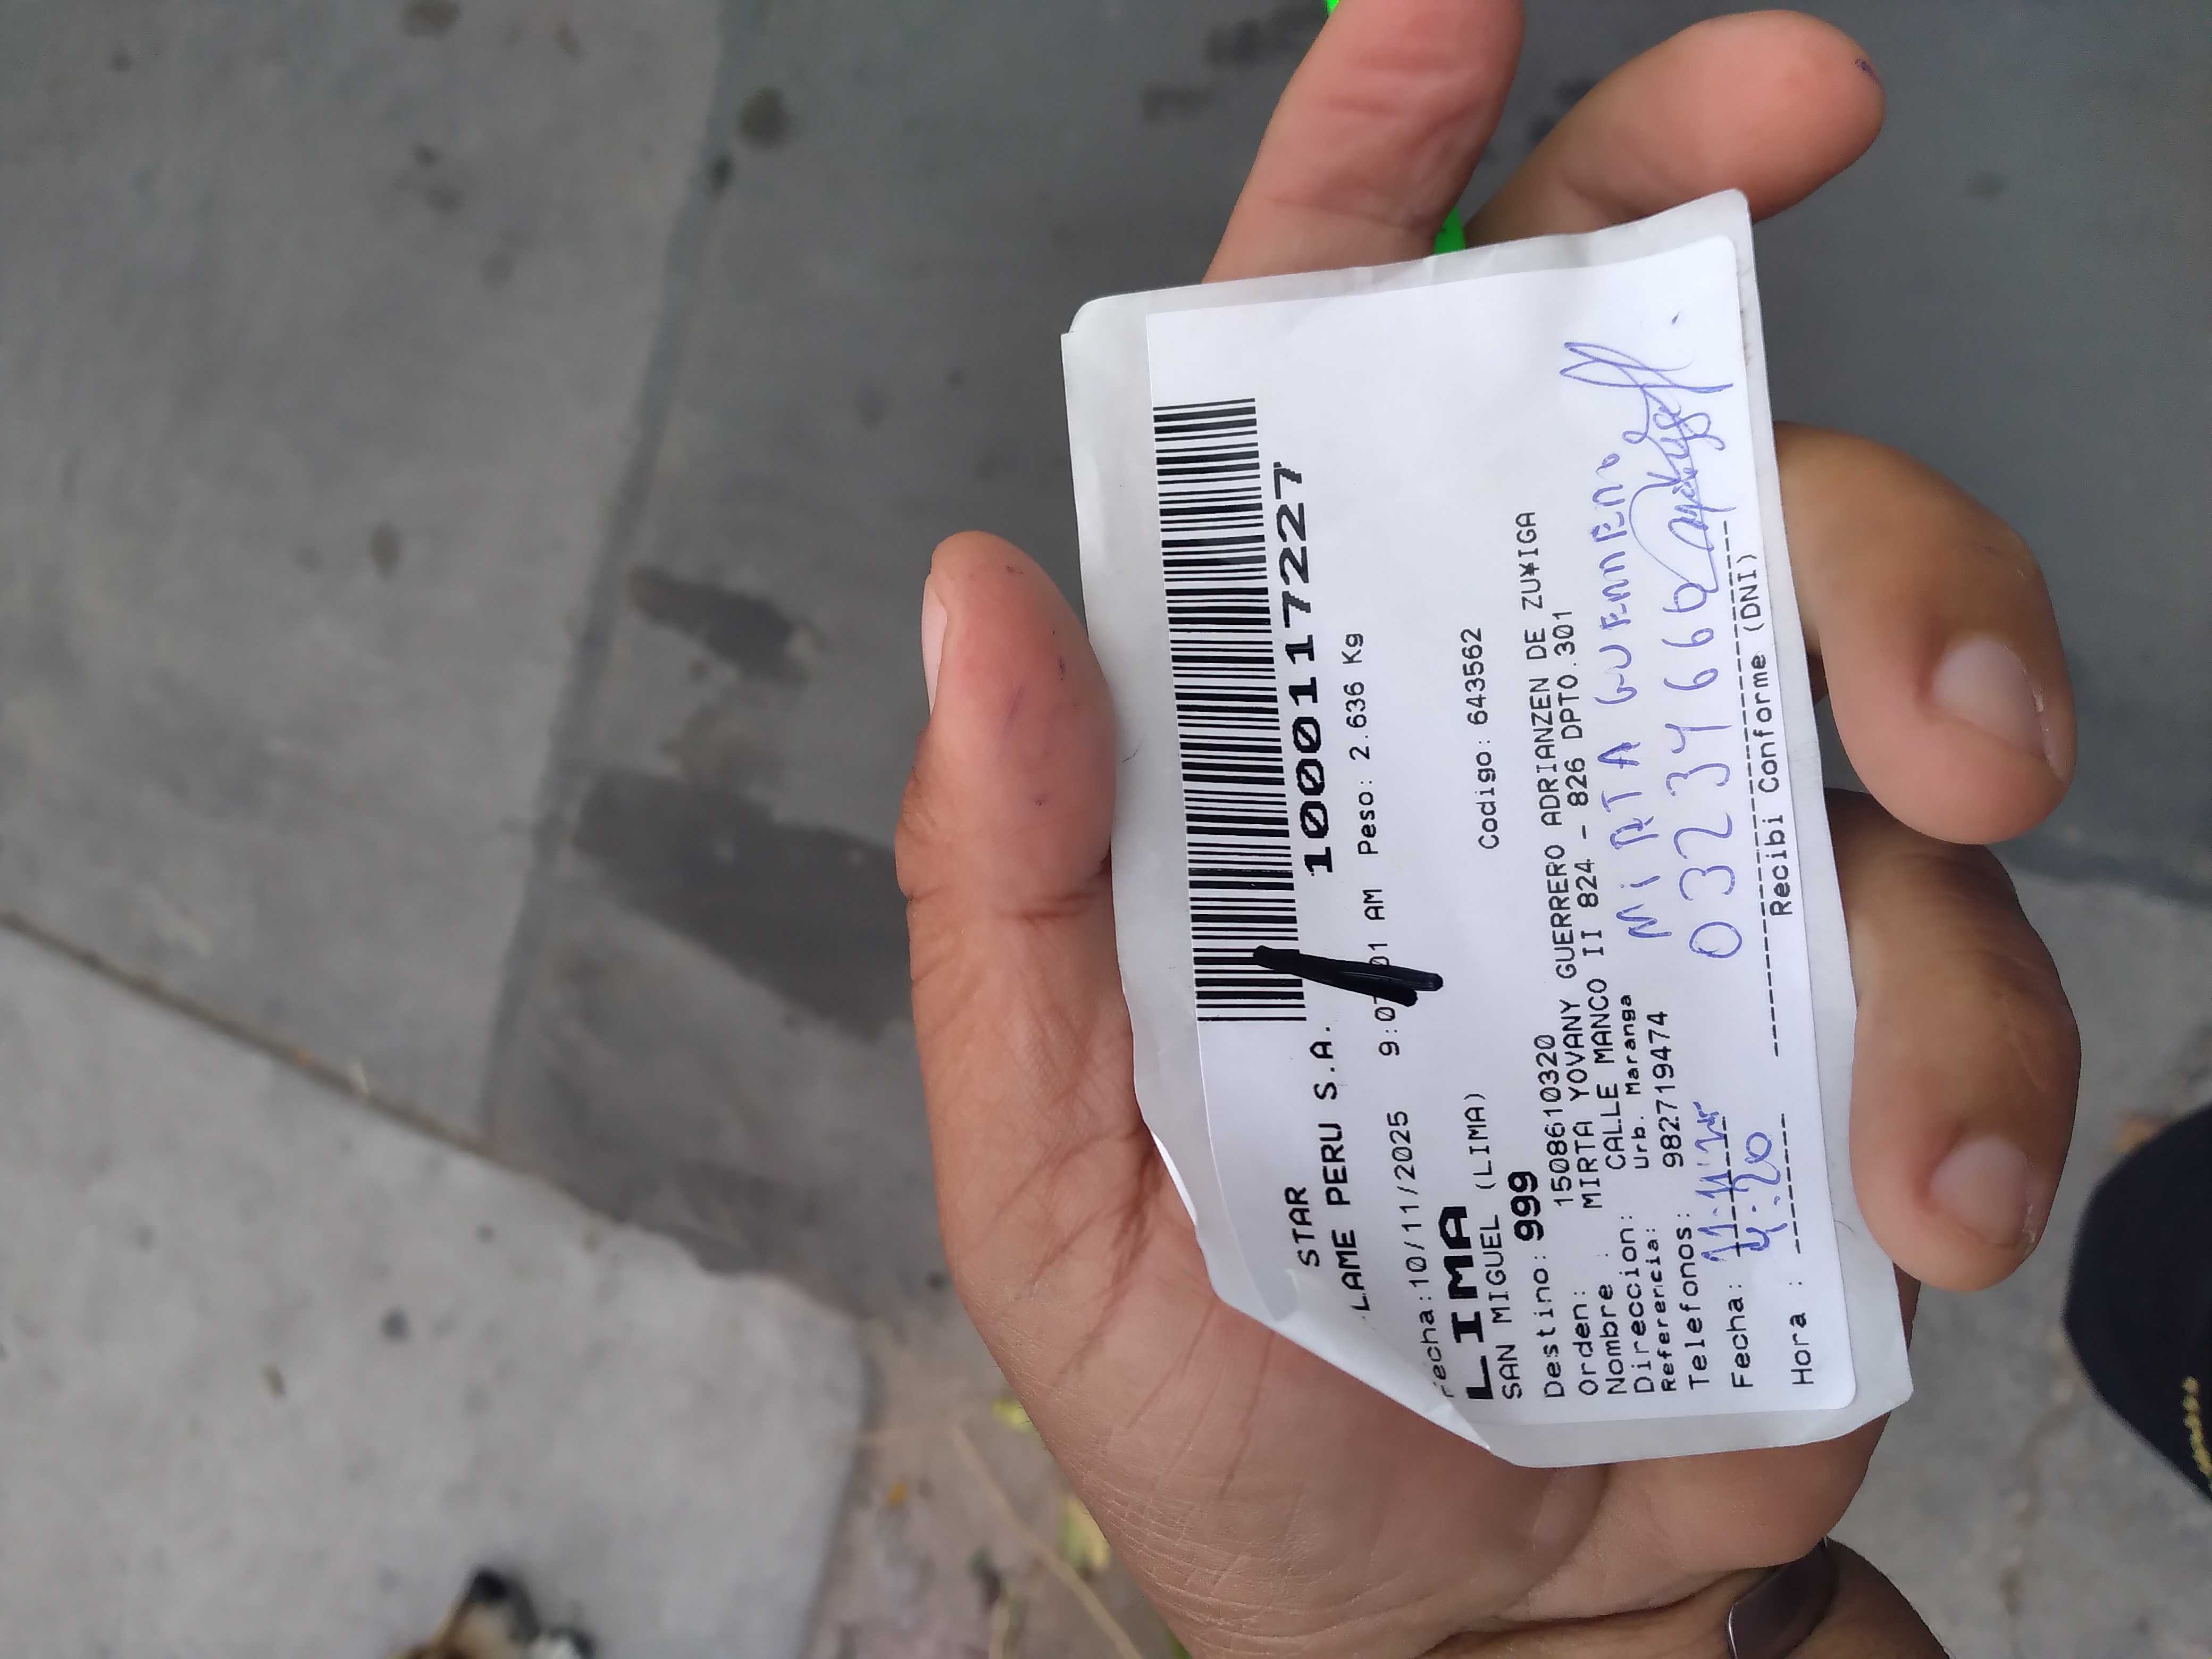 100011 7227
STAR
LAME PERU S.A.
Fecha:10/11/2025 9:0 01 AM Peso: 2.636 Kg
LIMA
SAN MIGUEL (LIMA)
Codigo: 643562
Destino: 999
Orden: 1508610320
Nombre : MIRTA YOVANY GUERRERO ADRIANZEN DE ZU¥IGA
Direccion: CALLE MANCO II 824 - 826 DPTO.301
Referencia: Urb. Maranga
Telefonos: 982719474
MiRTA GUERRERO
Fecha: 11.11.25
03234666
Hora : 4:20
Recibi Conforme (DNI)